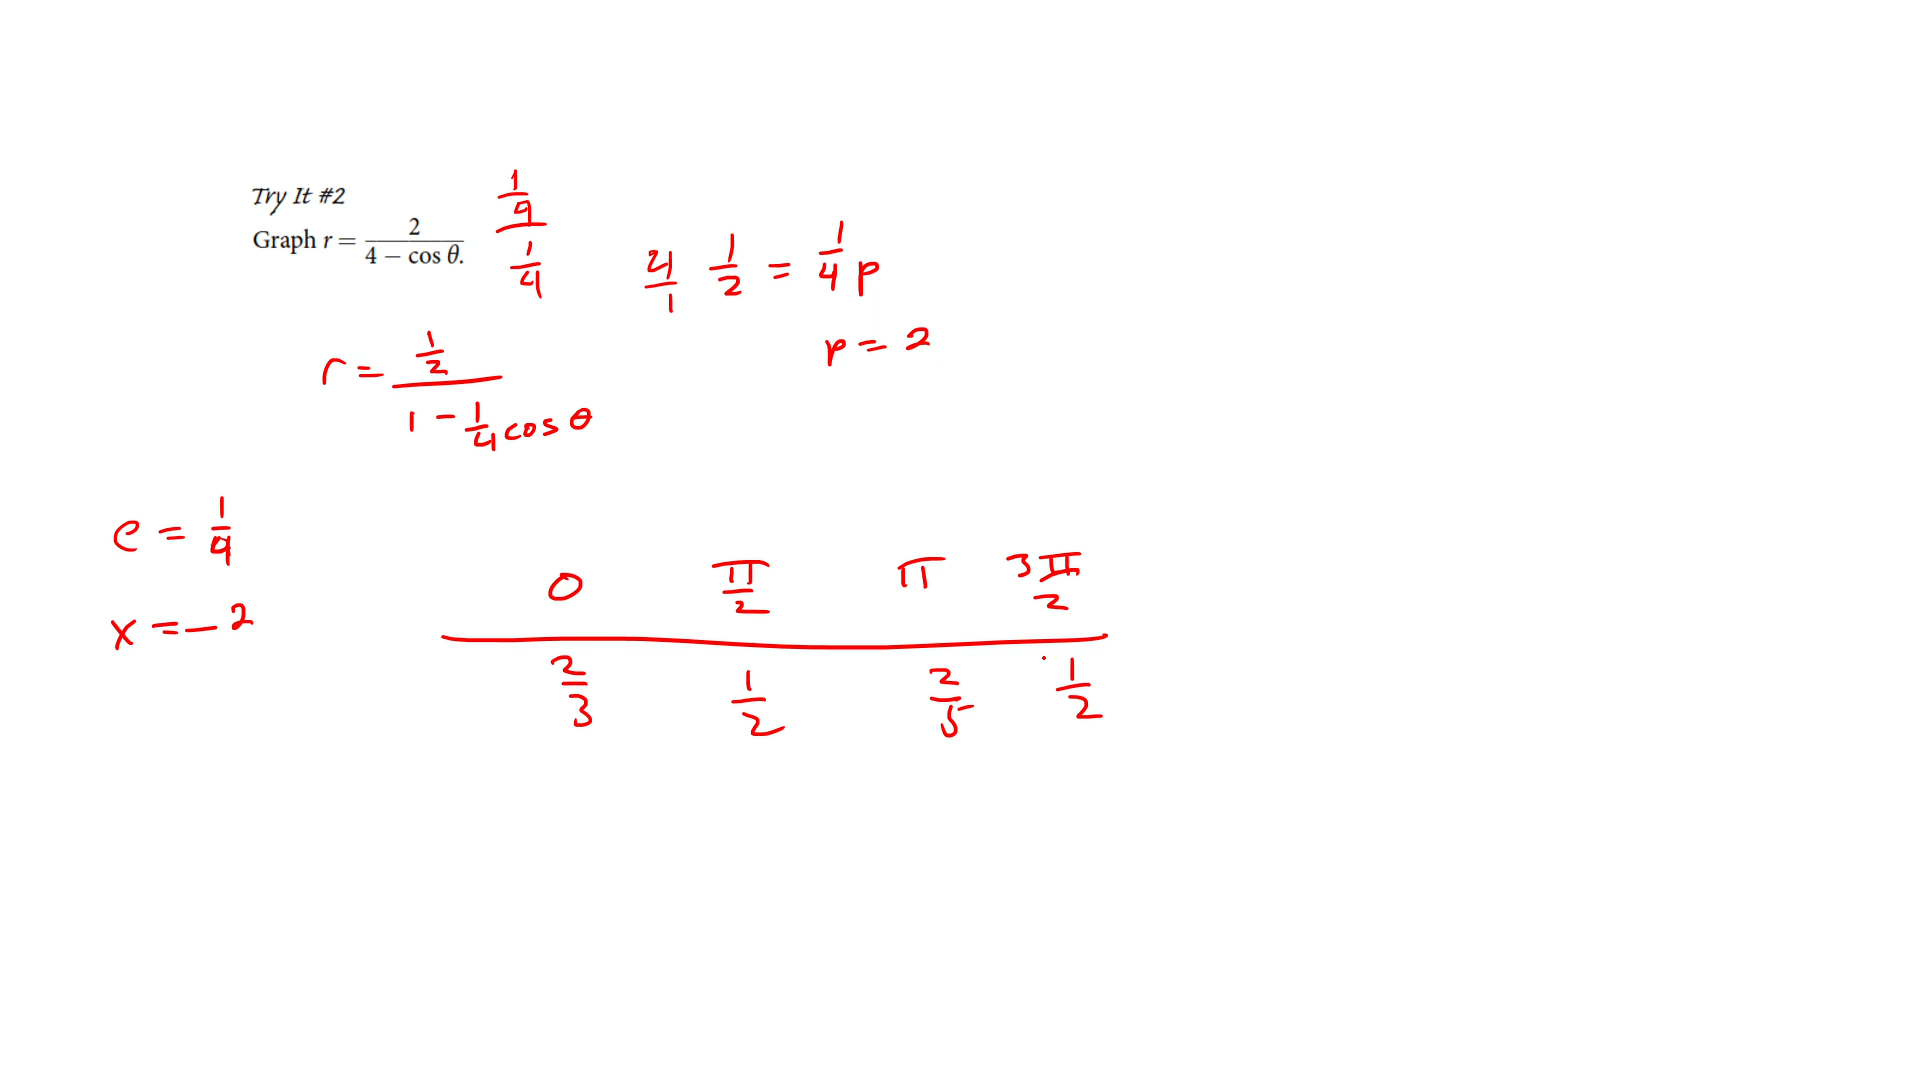 Try It #2
Graph r = 2/(4 − cos θ).
(1/4)/(1/4)
4/1 1/2 = 1/4 p
p = 2
r = (1/2)/(1 − 1/4 cos θ)
e = 1/4
x = −2
0 π/2 π 3π/2
2/3 1/2 2/5 1/2